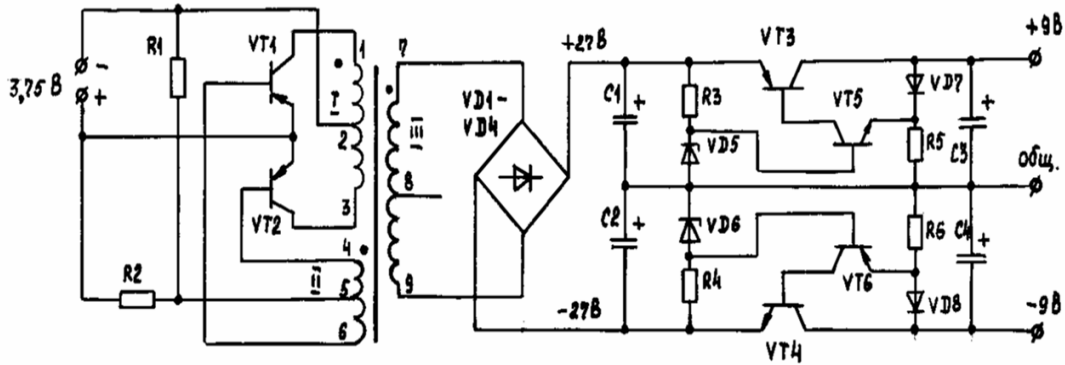 3,75 В
-
+
R1
R2
VT1
VT2
1
I
2
3
4
II
5
6
7
III
8
9
VD1-
VD4
+27В
-27В
C1
+
C2
+
R3
VD5
VD6
R4
VT3
VT5
VT6
VT4
VD7
R5
R6
VD8
+
C3
C4
+
+9В
Общ.
-9В